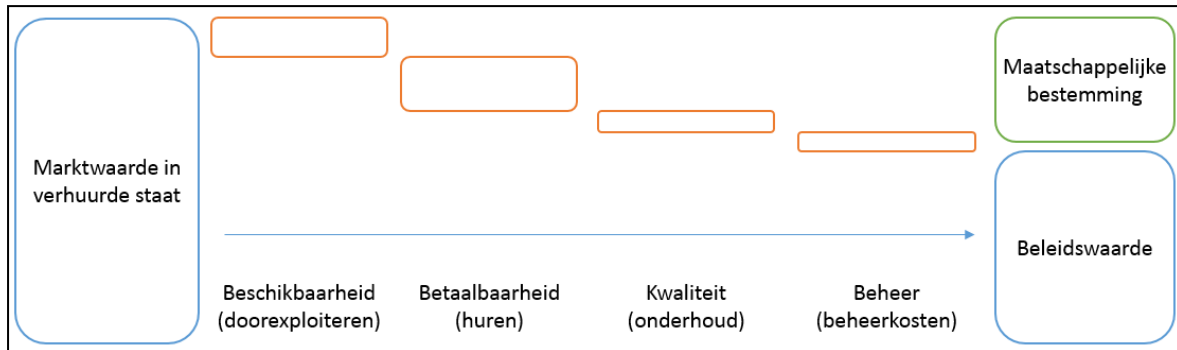 Marktwaarde in
verhuurde staat
Beschikbaarheid
(doorexploiteren)
Betaalbaarheid
(huren)
Kwaliteit
(onderhoud)
Beheer
(beheerkosten)
Maatschappelijke
bestemming
Beleidswaarde